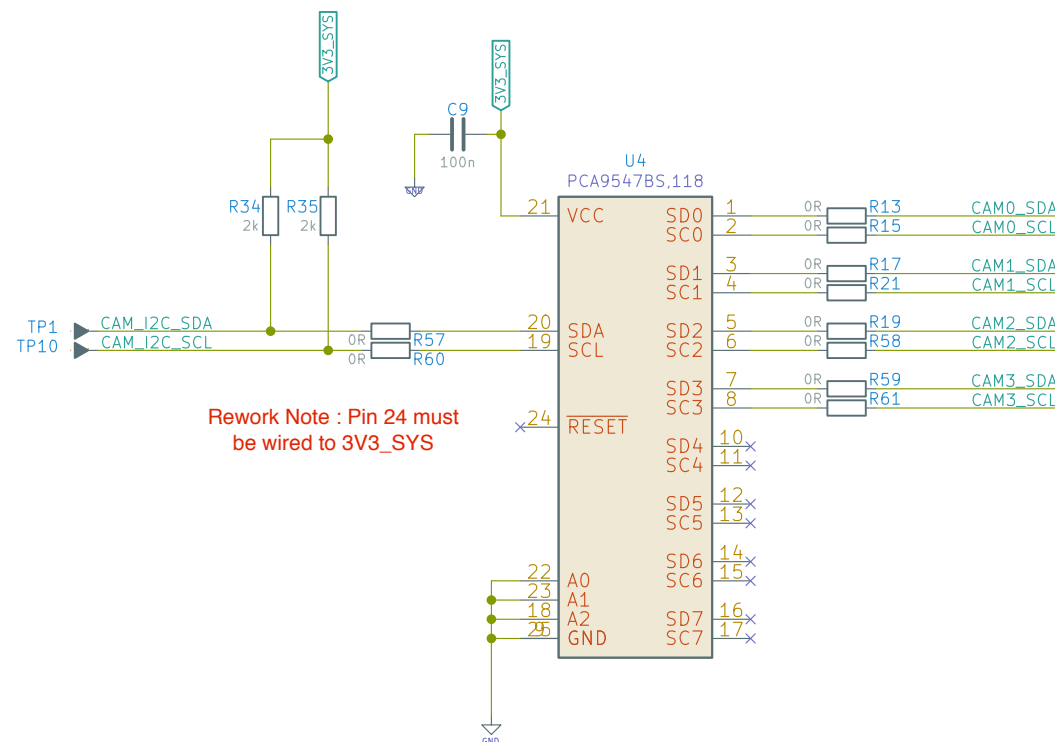 3V3_SYS
3V3_SYS
C9
100n
GND
U4
PCA9547BS,118
R34
2k
R35
2k
21
VCC
SD0
1
0R
R13
CAM0_SDA
SC0
2
R15
CAM0_SCL
SD1
3
0R
R17
CAM1_SDA
SC1
4
R21
CAM1_SCL
TP1
CAM_I2C_SDA
0R
R57
20
SDA
SD2
5
0R
R19
CAM2_SDA
TP10
CAM_I2C_SCL
0R
R60
19
SCL
SC2
6
R58
CAM2_SCL
SD3
7
0R
R59
CAM3_SDA
SC3
8
R61
CAM3_SCL
Rework Note : Pin 24 must
be wired to 3V3_SYS
24
RESET
SD4
10
SC4
11
SD5
12
SC5
13
SD6
14
SC6
15
22
A0
23
A1
18
A2
SD7
16
9
25
GND
SC7
17
GND